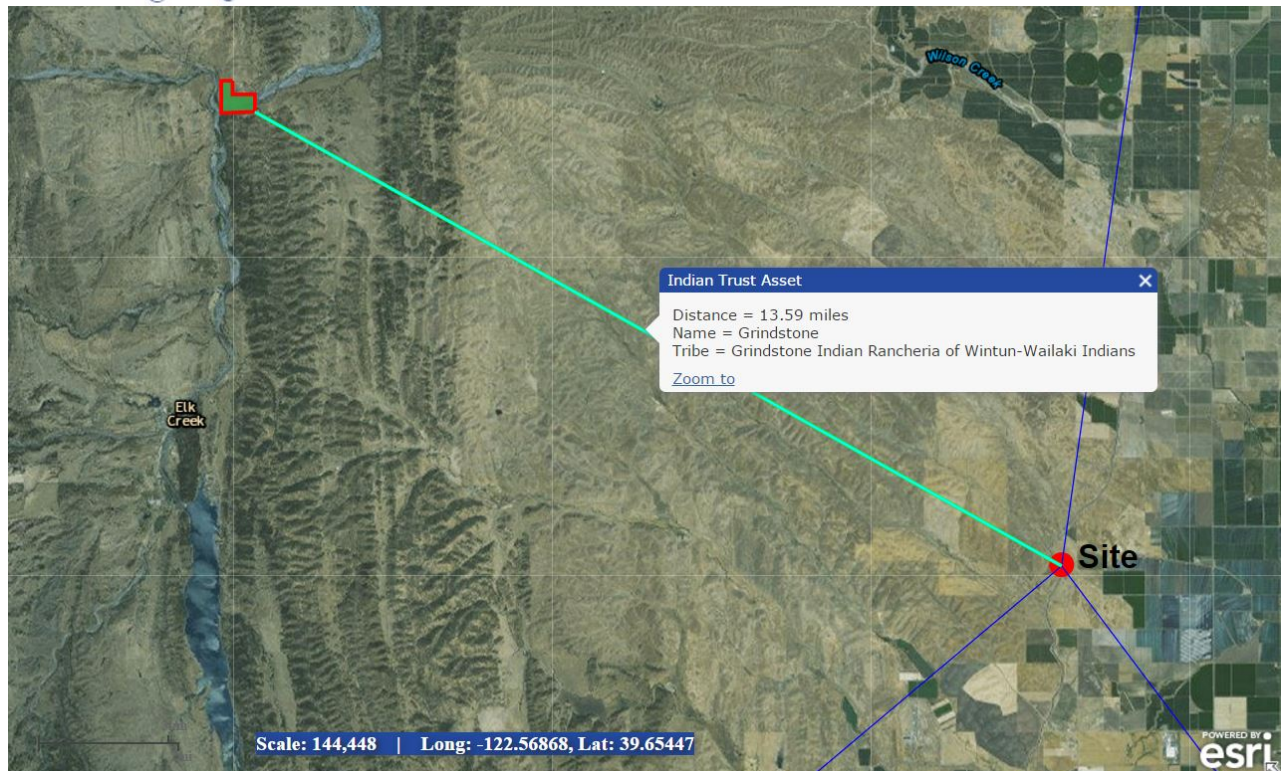 Wilson Creek
Indian Trust Asset
Distance = 13.59 miles
Name = Grindstone
Tribe = Grindstone Indian Rancheria of Wintun-Wailaki Indians
Zoom to
Elk
Creek
Site
Scale: 144,448 | Long: -122.56868, Lat: 39.65447
POWERED BY
esri